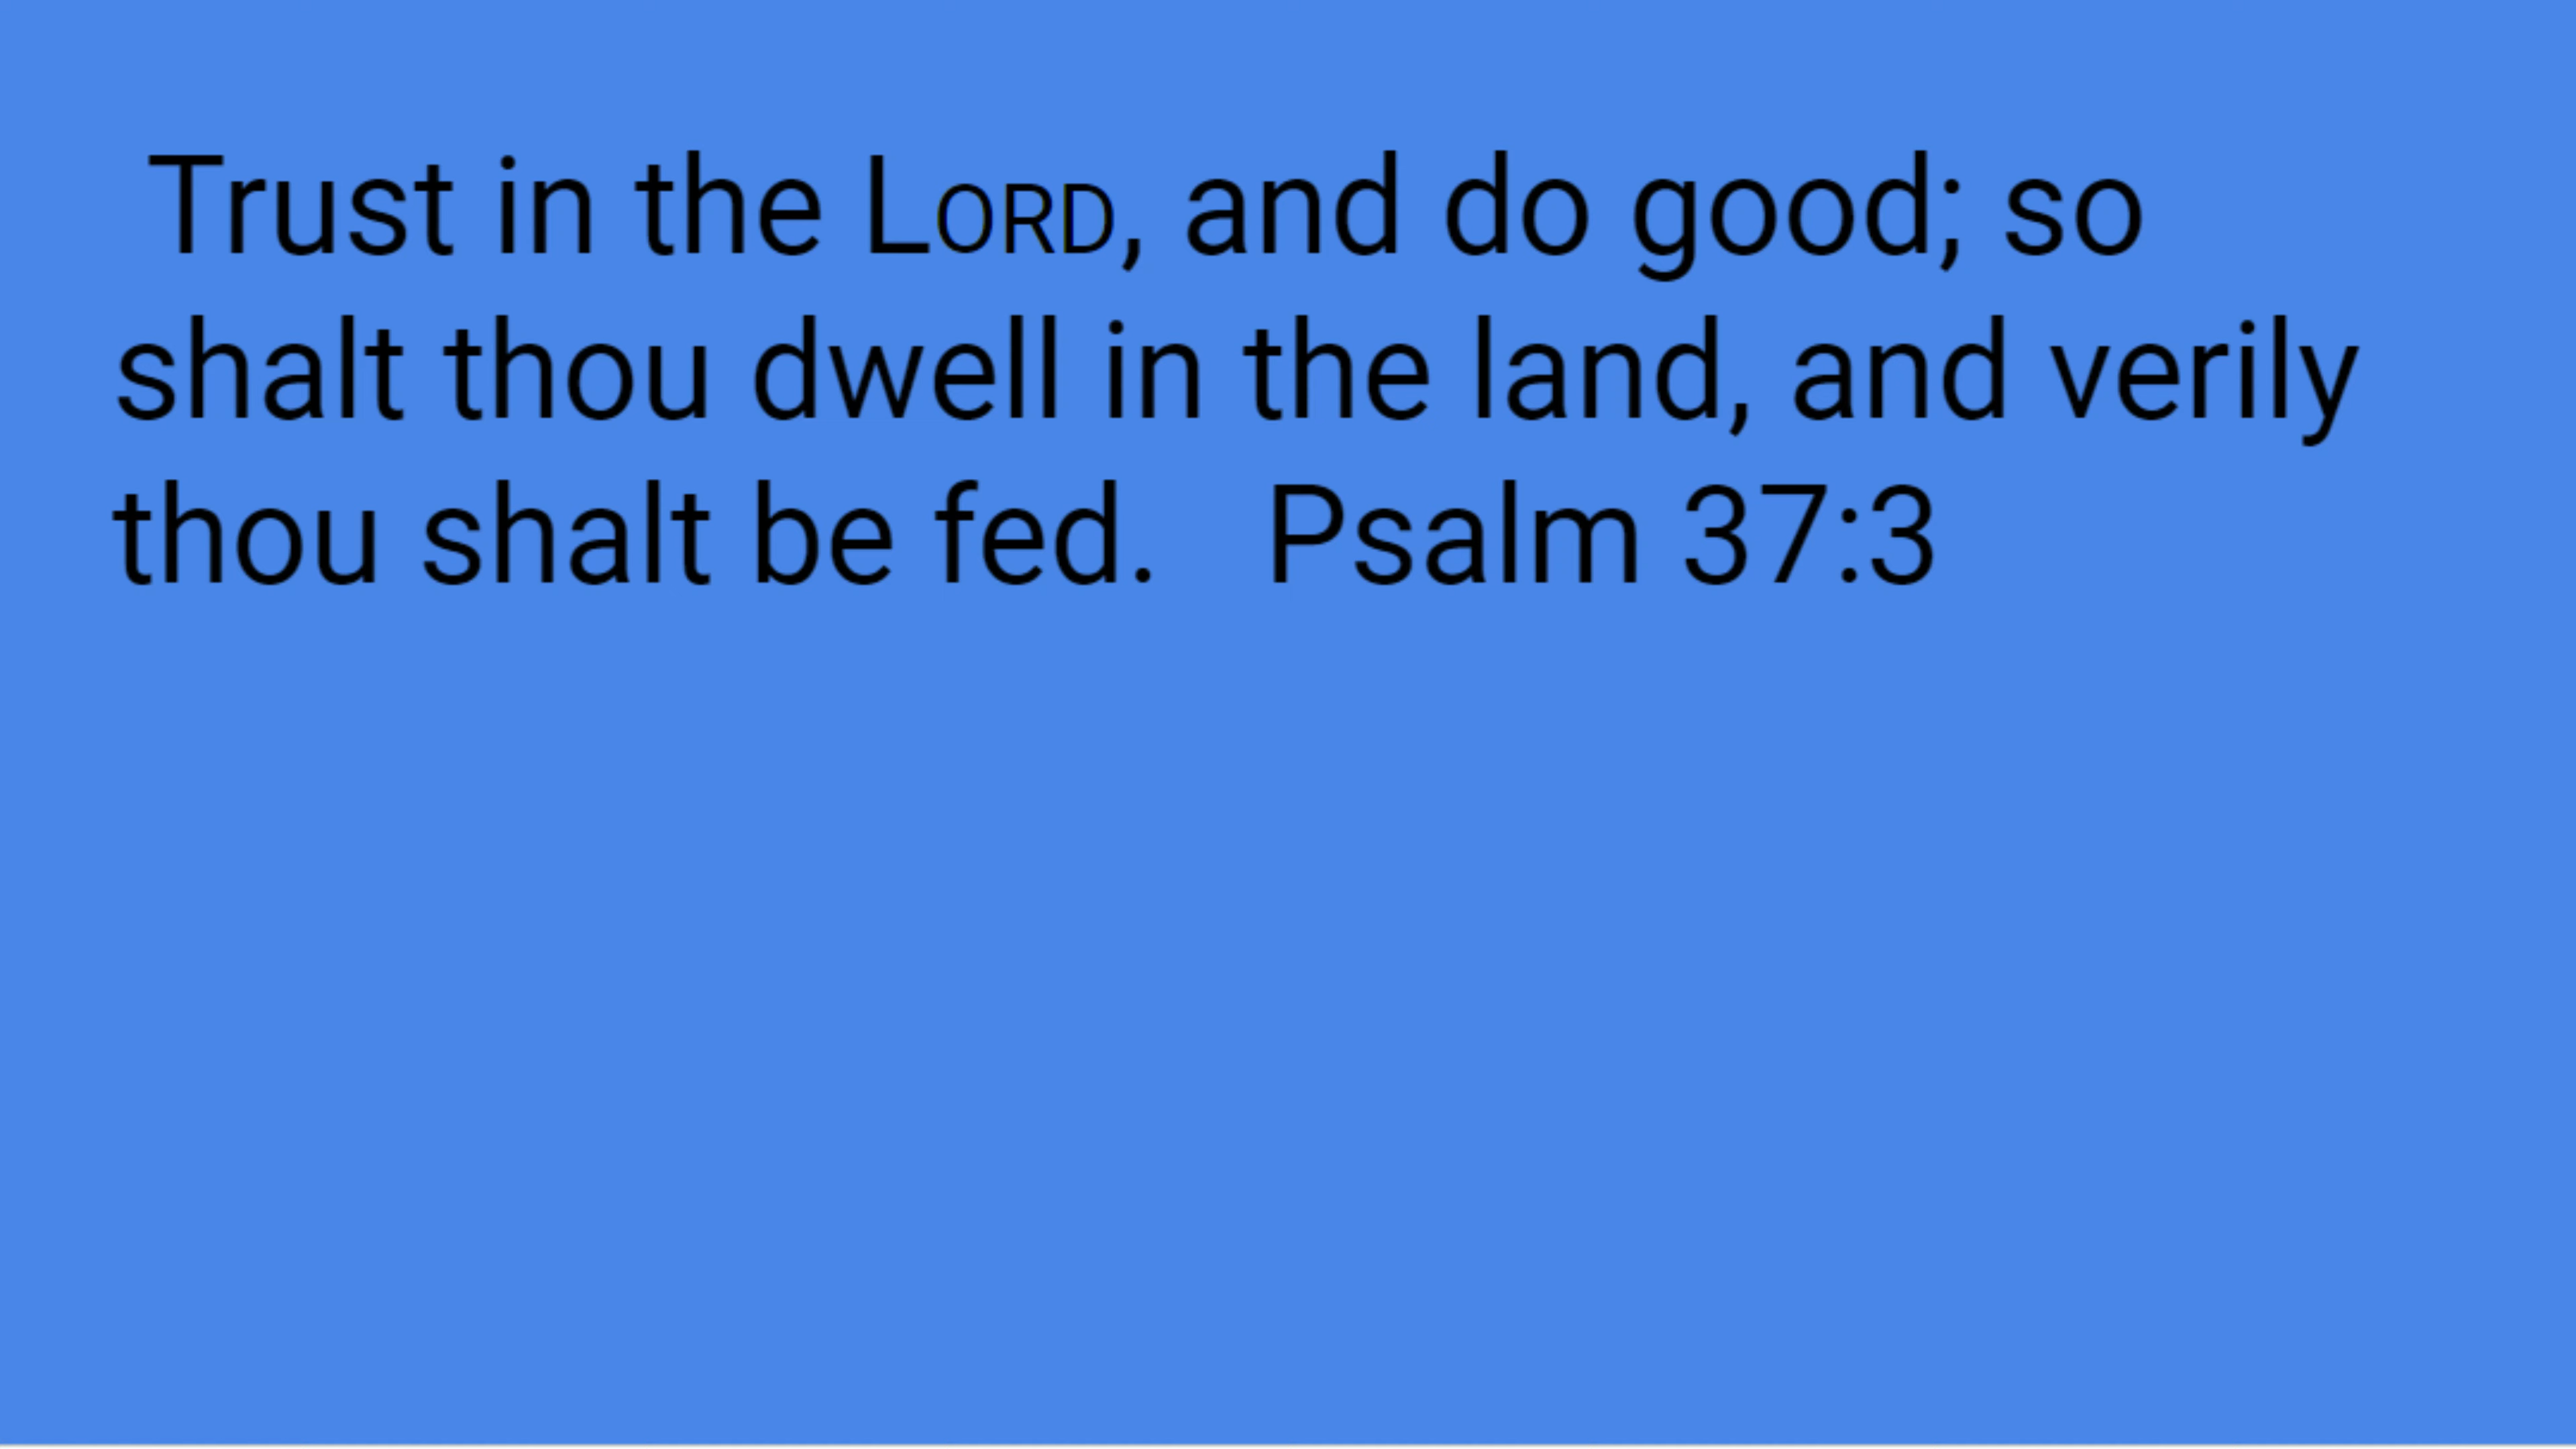 Trust in the LORD, and do good; so
shalt thou dwell in the land, and verily
thou shalt be fed.   Psalm 37:3